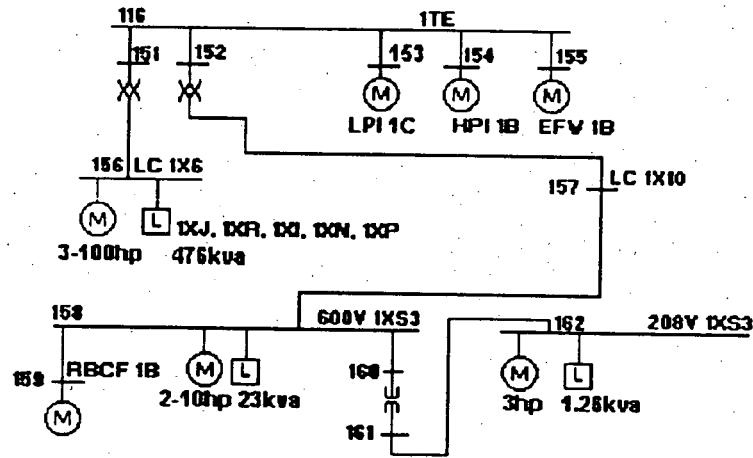 116 1TE
151 152 153 154 155
M M M
LPI 1C HPI 1B EFW 1B
156 LC 1X6
157 LC 1X10
M L 1XJ, 1XR, 1XI, 1XN, 1XP
3-100hp 476kva
158 600V 1XS3 162 208V 1XS3
159 RBCF 1B M L 160 M L
2-10hp 23kva 3hp 1.26kva
M 161